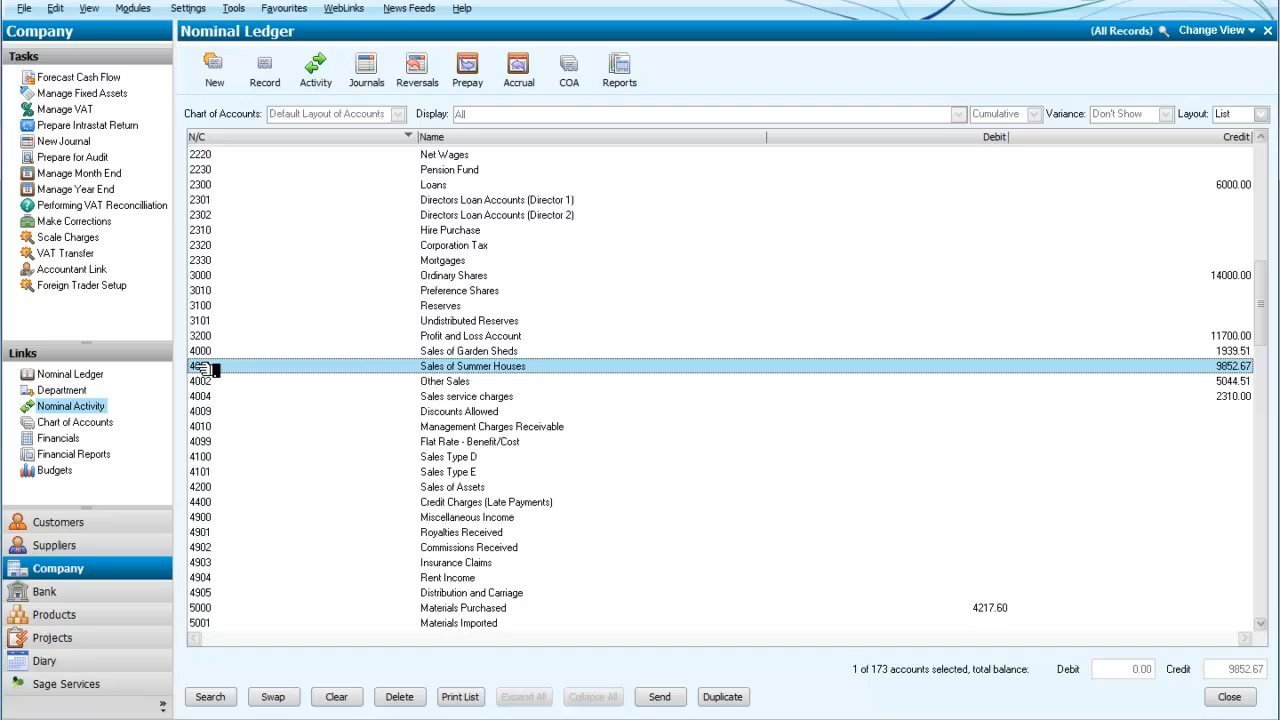 File Edit View Modules Settings Tools Favourites WebLinks News Feeds Help
Company
Nominal Ledger
(All Records) Change View
Tasks
Forecast Cash Flow
Manage Fixed Assets
Manage VAT
Prepare Intrastat Return
New Journal
Prepare for Audit
Manage Month End
Manage Year End
Performing VAT Reconcilliation
Make Corrections
Scale Charges
VAT Transfer
Accountant Link
Foreign Trader Setup
Links
Nominal Ledger
Department
Nominal Activity
Chart of Accounts
Financials
Financial Reports
Budgets
Customers
Suppliers
Company
Bank
Products
Projects
Diary
Sage Services
New Record Activity Journals Reversals Prepay Accrual COA Reports
Chart of Accounts: Default Layout of Accounts Display: All Cumulative Variance: Don't Show Layout: List
N/C Name Debit Credit
2220 Net Wages
2230 Pension Fund
2300 Loans 6000.00
2301 Directors Loan Accounts (Director 1)
2302 Directors Loan Accounts (Director 2)
2310 Hire Purchase
2320 Corporation Tax
2330 Mortgages
3000 Ordinary Shares 14000.00
3010 Preference Shares
3100 Reserves
3101 Undistributed Reserves
3200 Profit and Loss Account 11700.00
4000 Sales of Garden Sheds 1939.51
Sales of Summer Houses 9852.67
4002 Other Sales 5044.51
4004 Sales service charges 2310.00
4009 Discounts Allowed
4010 Management Charges Receivable
4099 Flat Rate - Benefit/Cost
4100 Sales Type D
4101 Sales Type E
4200 Sales of Assets
4400 Credit Charges (Late Payments)
4900 Miscellaneous Income
4901 Royalties Received
4902 Commissions Received
4903 Insurance Claims
4904 Rent Income
4905 Distribution and Carriage
5000 Materials Purchased 4217.60
5001 Materials Imported
1 of 173 accounts selected, total balance: Debit 0.00 Credit 9852.67
Search Swap Clear Delete Print List Expand All Collapse All Send Duplicate Close